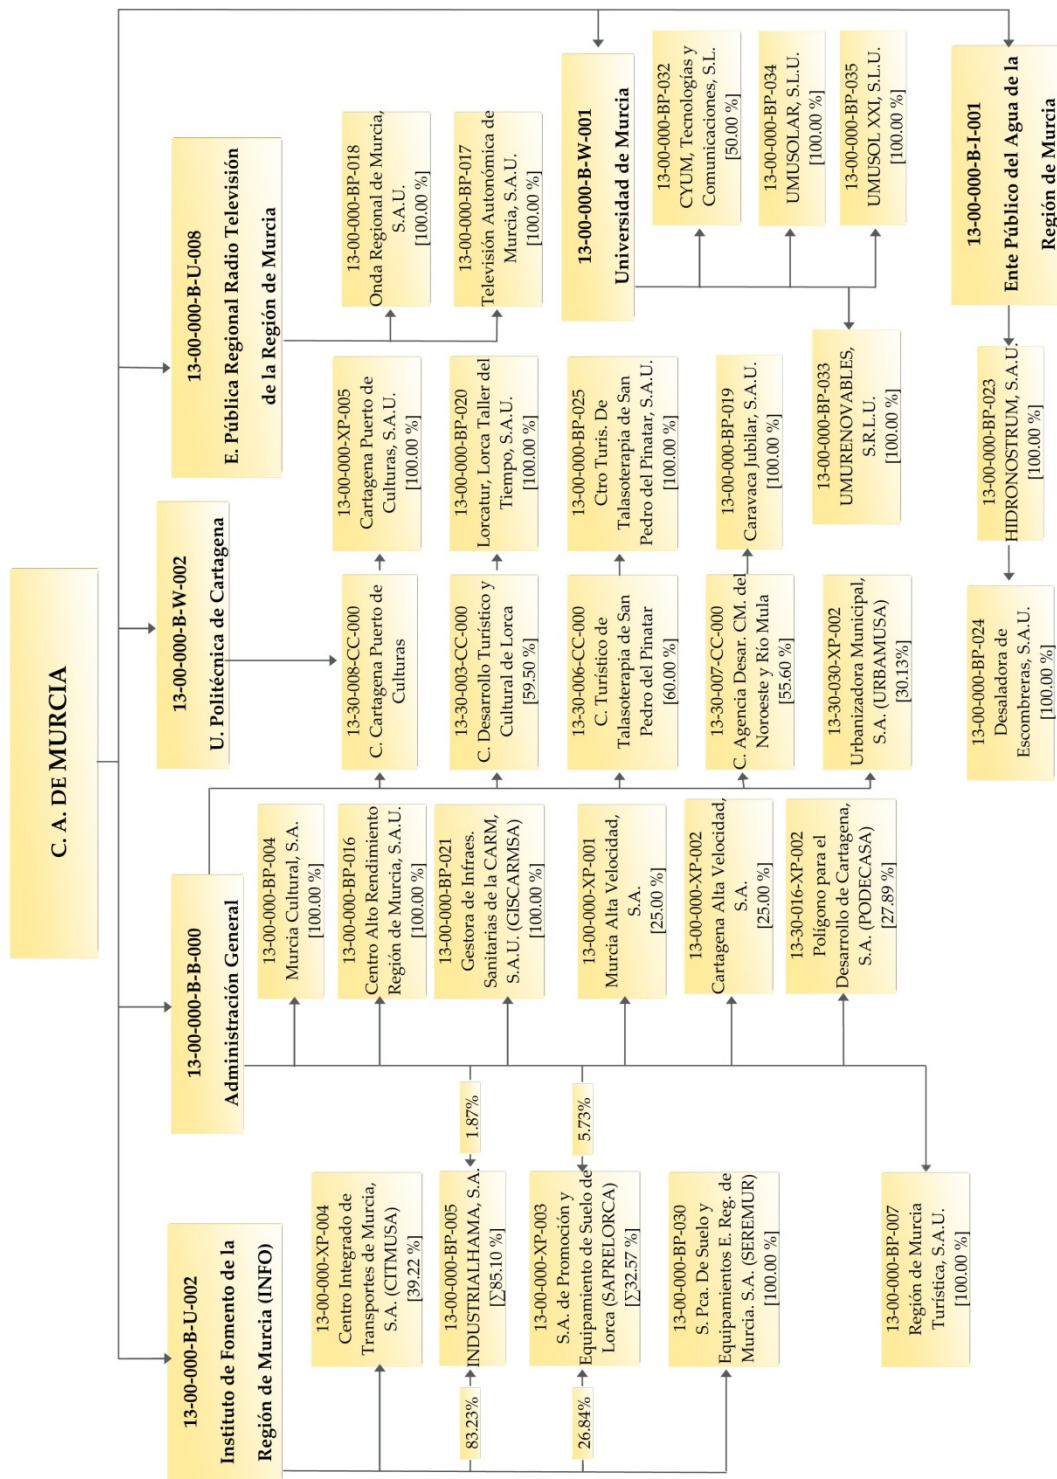 C. A. DE MURCIA
13-00-000-B-U-002
Instituto de Fomento de la
Región de Murcia (INFO)
13-00-000-B-B-000
Administración General
13-00-000-B-W-002
U. Politécnica de Cartagena
13-00-000-B-U-008
E. Pública Regional Radio Televisión
de la Región de Murcia
13-00-000-XP-004
Centro Integrado de
Transportes de Murcia,
S.A. (CITMUSA)
[39.22 %]
83.23%
13-00-000-BP-005
INDUSTRIALHAMA, S.A.
[∑85.10 %]
1.87%
26.84%
13-00-000-XP-003
S.A. de Promoción y
Equipamiento de Suelo de
Lorca (SAPRELORCA)
[∑32.57 %]
5.73%
13-00-000-BP-030
S. Pca. De Suelo y
Equipamientos E. Reg. de
Murcia. S.A. (SEREMUR)
[100.00 %]
13-00-000-BP-007
Región de Murcia
Turística, S.A.U.
[100.00 %]
13-00-000-BP-004
Murcia Cultural, S.A.
[100.00 %]
13-00-000-BP-016
Centro Alto Rendimiento
Región de Murcia, S.A.U.
[100.00 %]
13-00-000-BP-021
Gestora de Infraes.
Sanitarias de la CARM,
S.A.U. (GISCARMSA)
[100.00 %]
13-00-000-XP-001
Murcia Alta Velocidad,
S.A.
[25.00 %]
13-00-000-XP-002
Cartagena Alta Velocidad,
S.A.
[25.00 %]
13-30-016-XP-002
Polígono para el
Desarrollo de Cartagena,
S.A. (PODECASA)
[27.89 %]
13-30-008-CC-000
C. Cartagena Puerto de
Culturas
13-30-003-CC-000
C. Desarrollo Turístico y
Cultural de Lorca
[59.50 %]
13-30-006-CC-000
C. Turístico de
Talasoterapia de San
Pedro del Pinatar
[60.00 %]
13-30-007-CC-000
C. Agencia Desar. CM. del
Noroeste y Río Mula
[55.60 %]
13-30-030-XP-002
Urbanizadora Municipal,
S.A. (URBAMUSA)
[30.13%]
13-00-000-XP-005
Cartagena Puerto de
Culturas, S.A.U.
[100.00 %]
13-00-000-BP-020
Lorcatur, Lorca Taller del
Tiempo, S.A.U.
[100.00 %]
13-00-000-BP-025
Ctro Turis. De
Talasoterapia de San
Pedro del Pinatar, S.A.U.
[100.00 %]
13-00-000-BP-019
Caravaca Jubilar, S.A.U.
[100.00 %]
13-00-000-BP-018
Onda Regional de Murcia,
S.A.U.
[100.00 %]
13-00-000-BP-017
Televisión Autonómica de
Murcia, S.A.U.
[100.00 %]
13-00-000-B-W-001
Universidad de Murcia
13-00-000-BP-032
CYUM, Tecnologías y
Comunicaciones, S.L.
[50.00 %]
13-00-000-BP-034
UMUSOLAR, S.L.U.
[100.00 %]
13-00-000-BP-035
UMUSOL XXI, S.L.U.
[100.00 %]
13-00-000-BP-033
UMURENOVABLES,
S.R.L.U.
[100.00 %]
13-00-000-B-I-001
Ente Público del Agua de la
Región de Murcia
13-00-000-BP-023
HIDRONOSTRUM, S.A.U.
[100.00 %]
13-00-000-BP-024
Desaladora de
Escombreras, S.A.U.
[100.00 %]